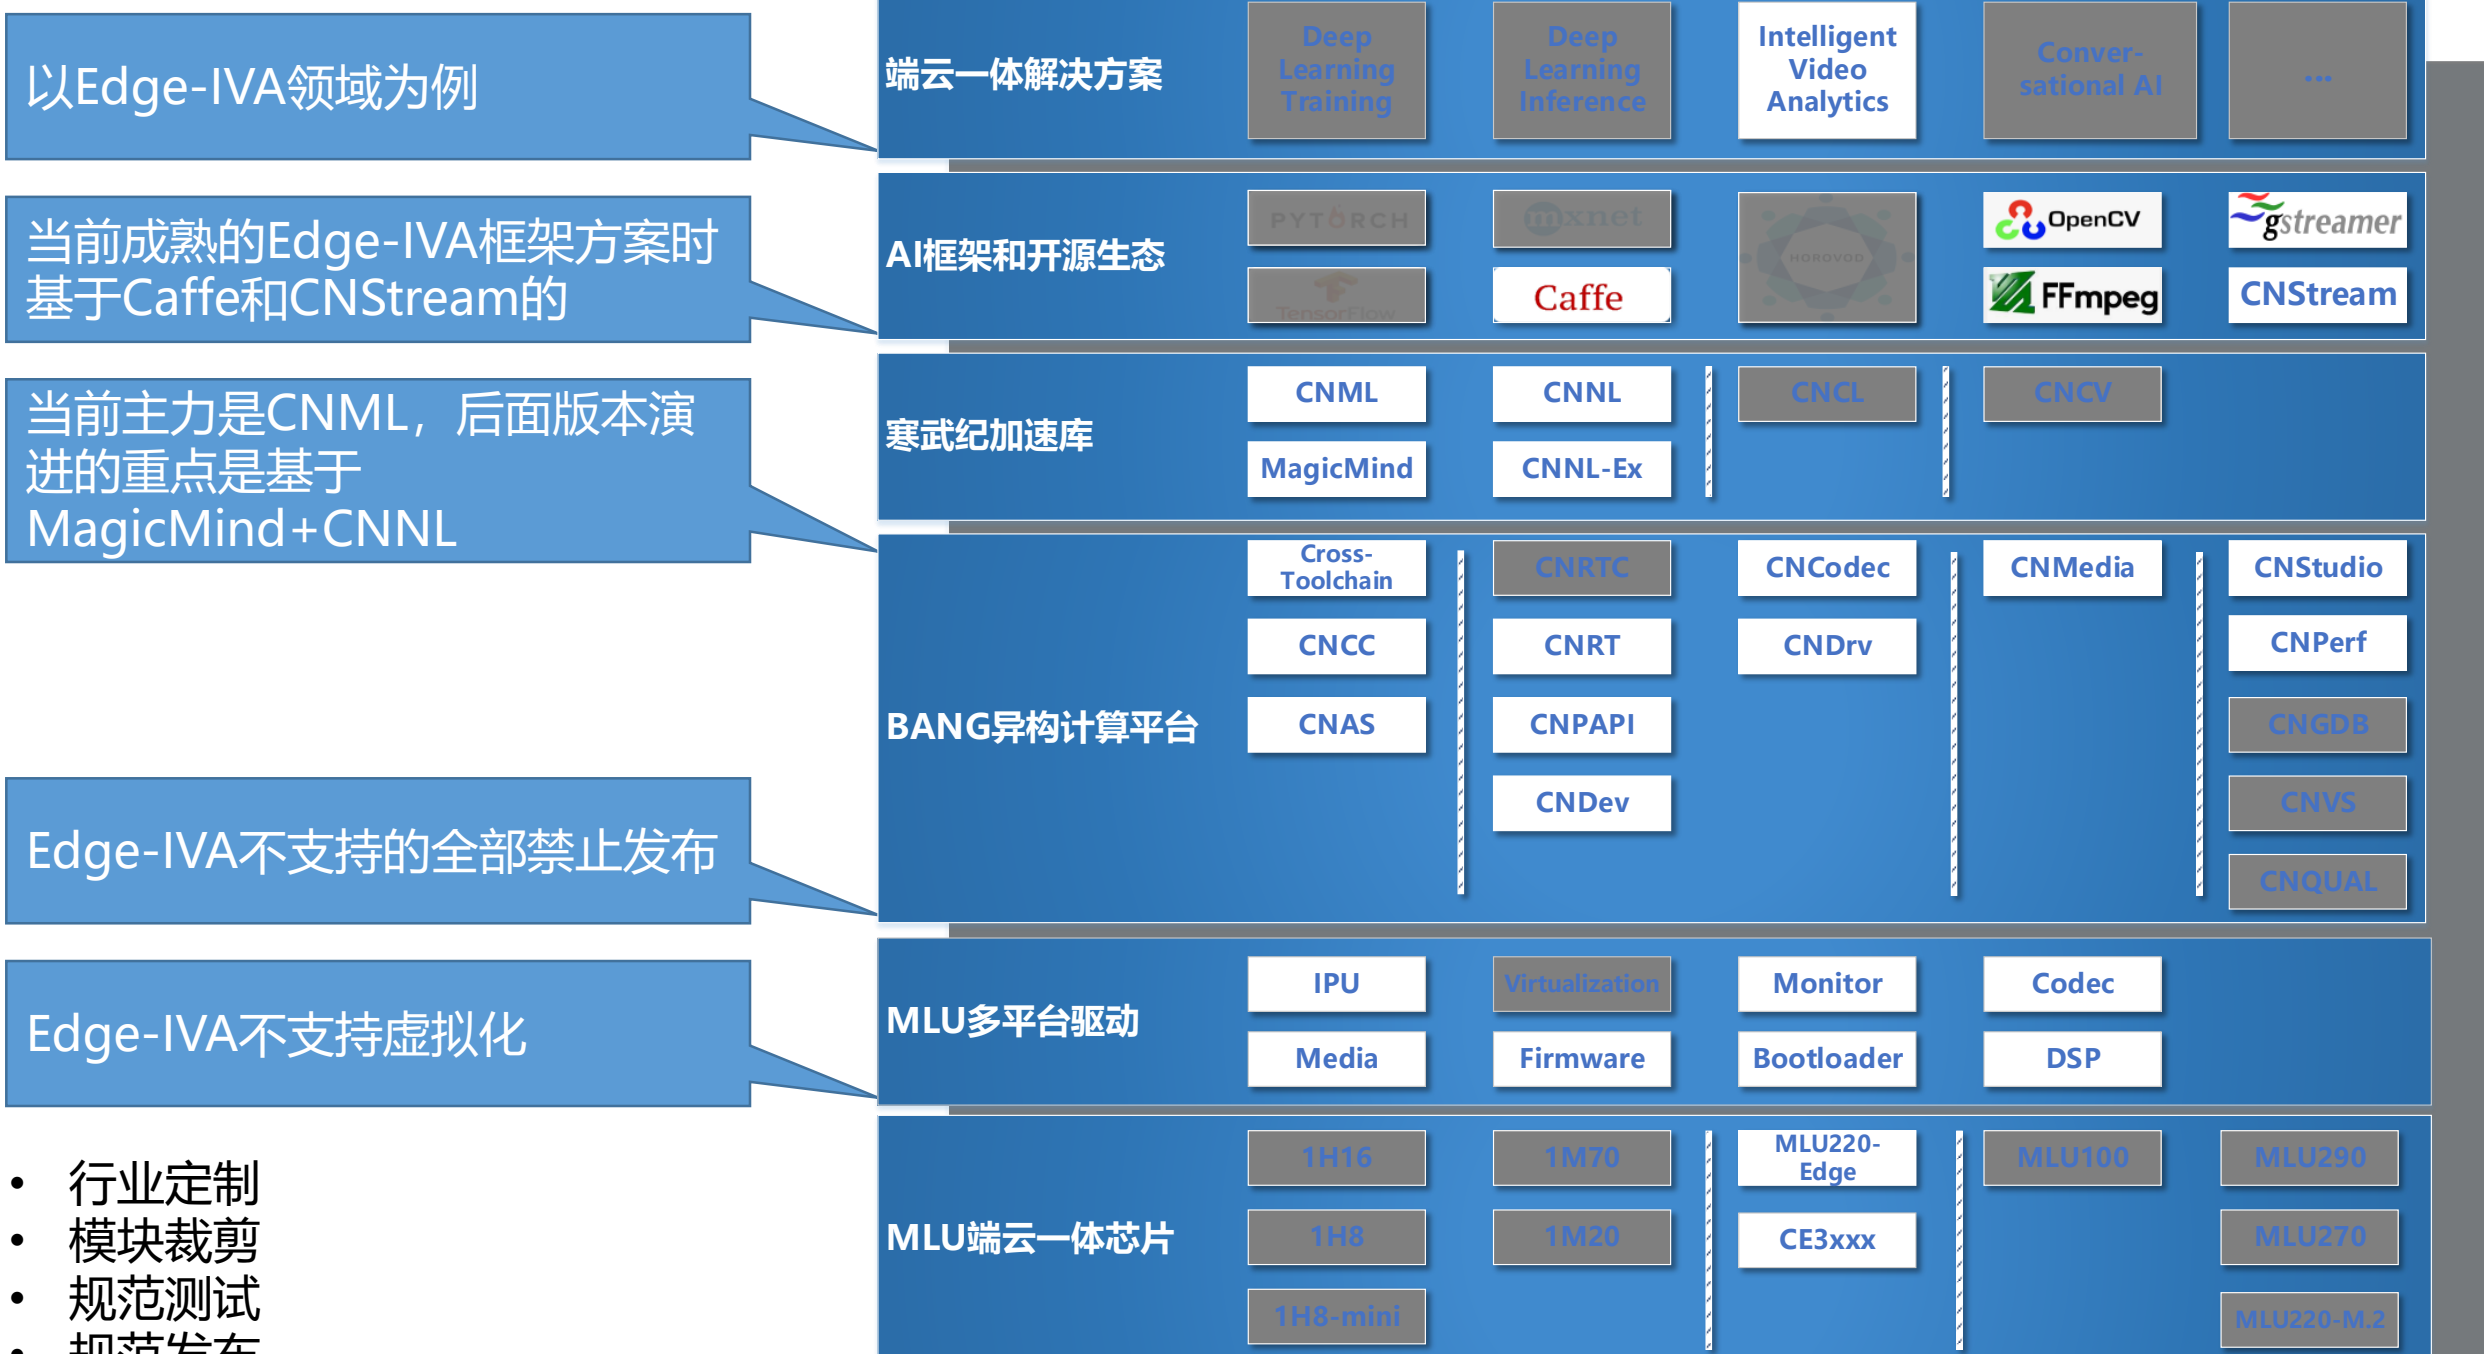 以Edge-IVA领域为例
当前成熟的Edge-IVA框架方案时
基于Caffe和CNStream的
当前主力是CNML，后面版本演
进的重点是基于
MagicMind+CNNL
Edge-IVA不支持的全部禁止发布
Edge-IVA不支持虚拟化
• 行业定制
• 模块裁剪
• 规范测试
• 规范发布
端云一体解决方案
Deep
Learning
Training
Deep
Learning
Inference
Intelligent
Video
Analytics
Conver-
sational AI
...
AI框架和开源生态
PYTORCH
mxnet
HOROVOD
OpenCV
gstreamer
TensorFlow
Caffe
FFmpeg
CNStream
寒武纪加速库
CNML
CNNL
CNCL
CNCV
MagicMind
CNNL-Ex
BANG异构计算平台
Cross-
Toolchain
CNRTC
CNCodec
CNMedia
CNStudio
CNCC
CNRT
CNDrv
CNPerf
CNAS
CNPAPI
CNGDB
CNDev
CNVS
CNQUAL
MLU多平台驱动
IPU
Virtualization
Monitor
Codec
Media
Firmware
Bootloader
DSP
MLU端云一体芯片
1H16
1M70
MLU220-
Edge
MLU100
MLU290
1H8
1M20
CE3xxx
MLU270
1H8-mini
MLU220-M.2